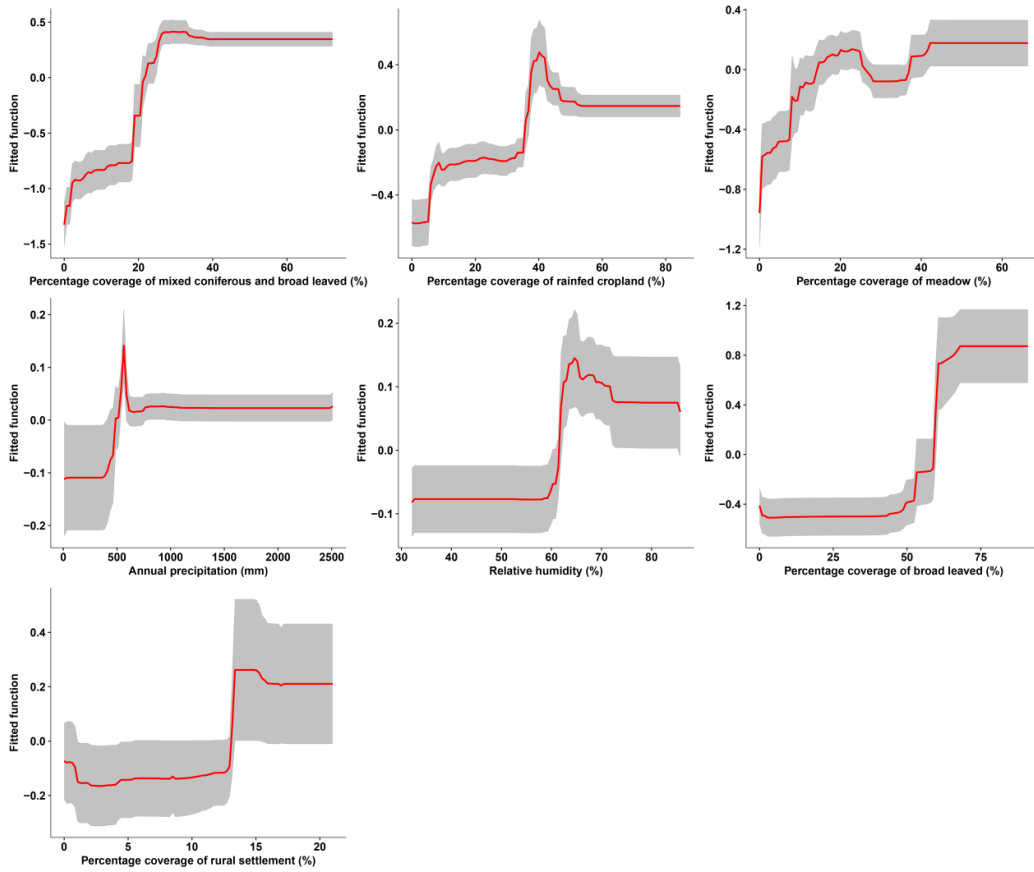 Fitted function
0.5
0.0
−0.5
−1.0
−1.5
0 20 40 60
Percentage coverage of mixed coniferous and broad leaved (%)
Fitted function
0.4
0.0
−0.4
0 20 40 60 80
Percentage coverage of rainfed cropland (%)
Fitted function
0.4
0.0
−0.4
−0.8
−1.2
0 20 40 60
Percentage coverage of meadow (%)
Fitted function
0.2
0.1
0.0
−0.1
−0.2
0 500 1000 1500 2000 2500
Annual precipitation (mm)
Fitted function
0.2
0.1
0.0
−0.1
30 40 50 60 70 80
Relative humidity (%)
Fitted function
1.2
0.8
0.4
0.0
−0.4
0 25 50 75
Percentage coverage of broad leaved (%)
Fitted function
0.4
0.2
0.0
−0.2
0 5 10 15 20
Percentage coverage of rural settlement (%)